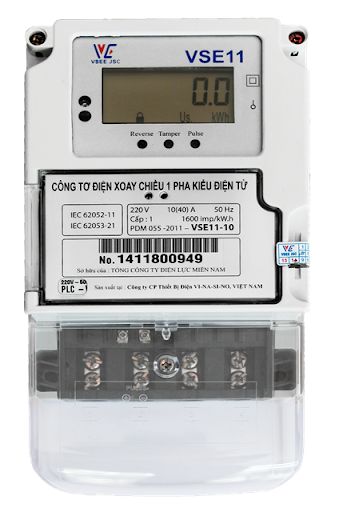 VSEE JSC
VSE11
0.0
Us kWh
Reverse Tamper Pulse
CÔNG TƠ ĐIỆN XOAY CHIỀU 1 PHA KIỂU ĐIỆN TỬ
IEC 62052-11
IEC 62053-21
220 V 10(40) A 50 Hz
Cấp : 1 1600 imp/kW.h
PDM 055 -2011 – VSE11-10
No. 1411800949
Sở hữu của : TỔNG CÔNG TY ĐIỆN LỰC MIỀN NAM
220V – 50
PLC – 1
Sản xuất tại : Công ty CP Thiết Bị Điện VI-NA-SI-NO, VIỆT NAM